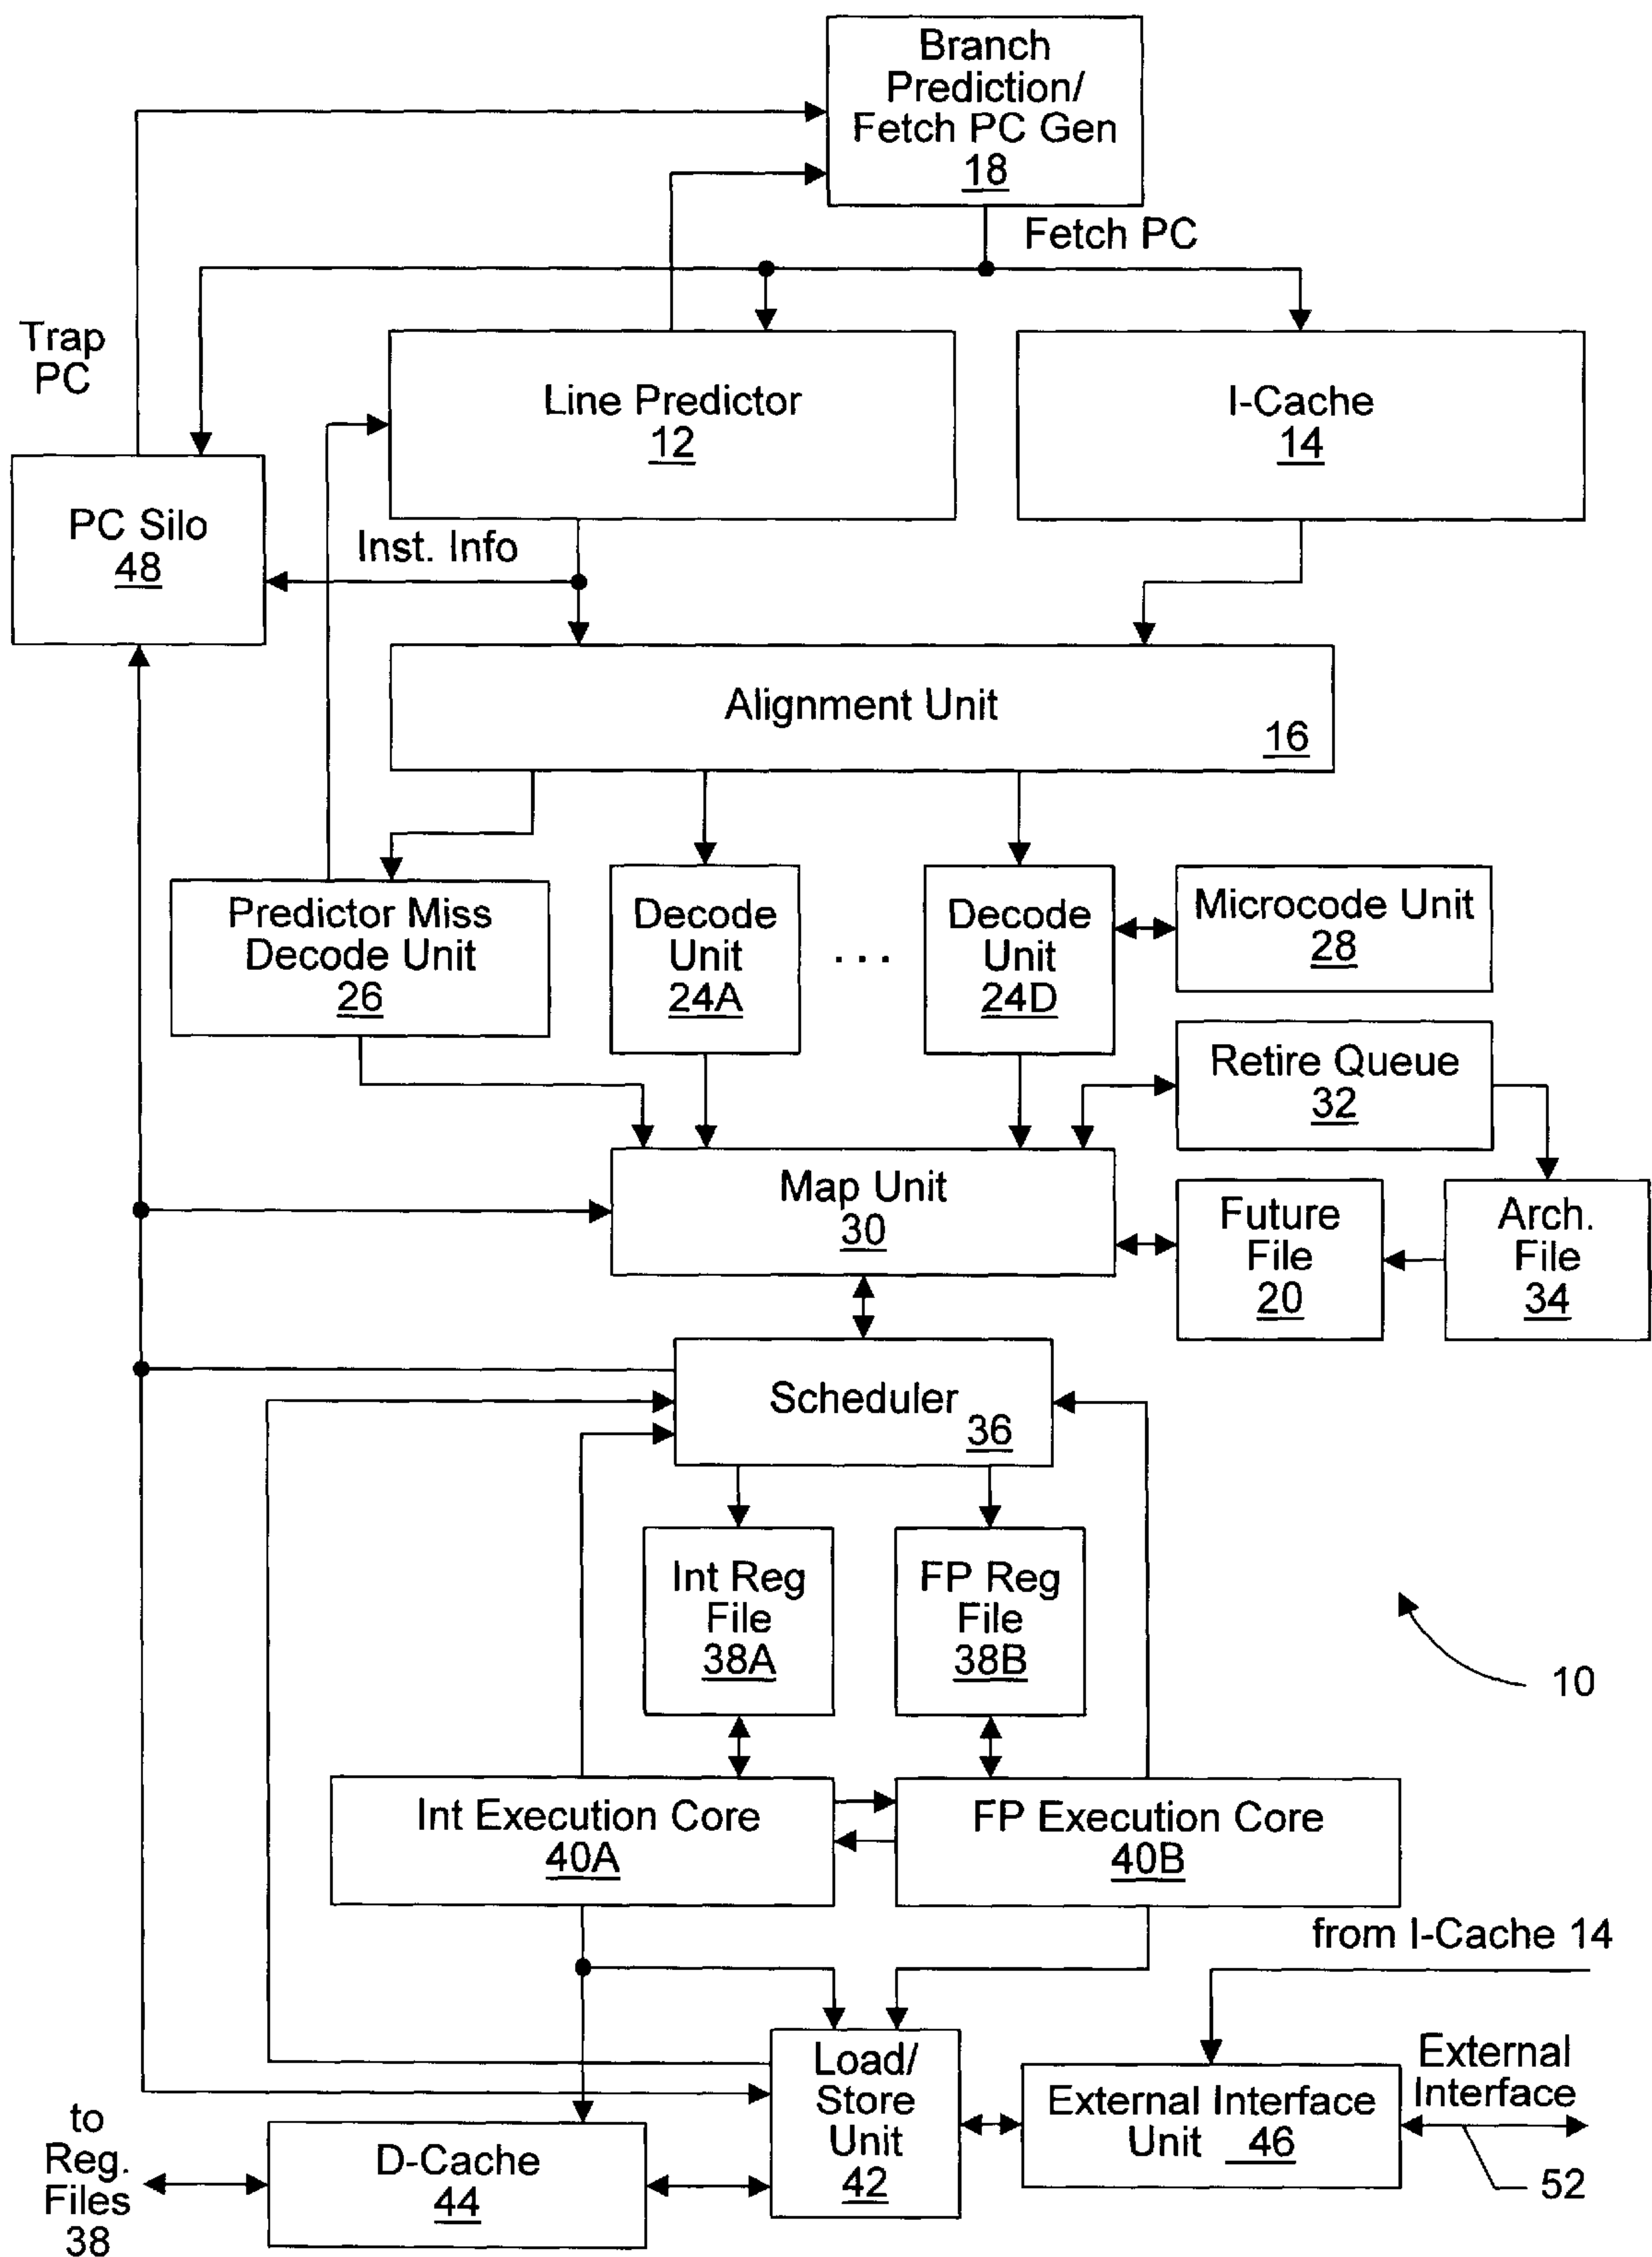 Branch
Prediction/
Fetch PC Gen
18
Fetch PC
Trap
PC
Line Predictor
12
I-Cache
14
PC Silo
48
Inst. Info
Alignment Unit
16
Predictor Miss
Decode Unit
26
Decode
Unit
24A
...
Decode
Unit
24D
Microcode Unit
28
Retire Queue
32
Map Unit
30
Future
File
20
Arch.
File
34
Scheduler
36
Int Reg
File
38A
FP Reg
File
38B
10
Int Execution Core
40A
FP Execution Core
40B
from I-Cache 14
Load/
Store
Unit
42
External Interface
Unit 46
External
Interface
52
to
Reg.
Files
38
D-Cache
44